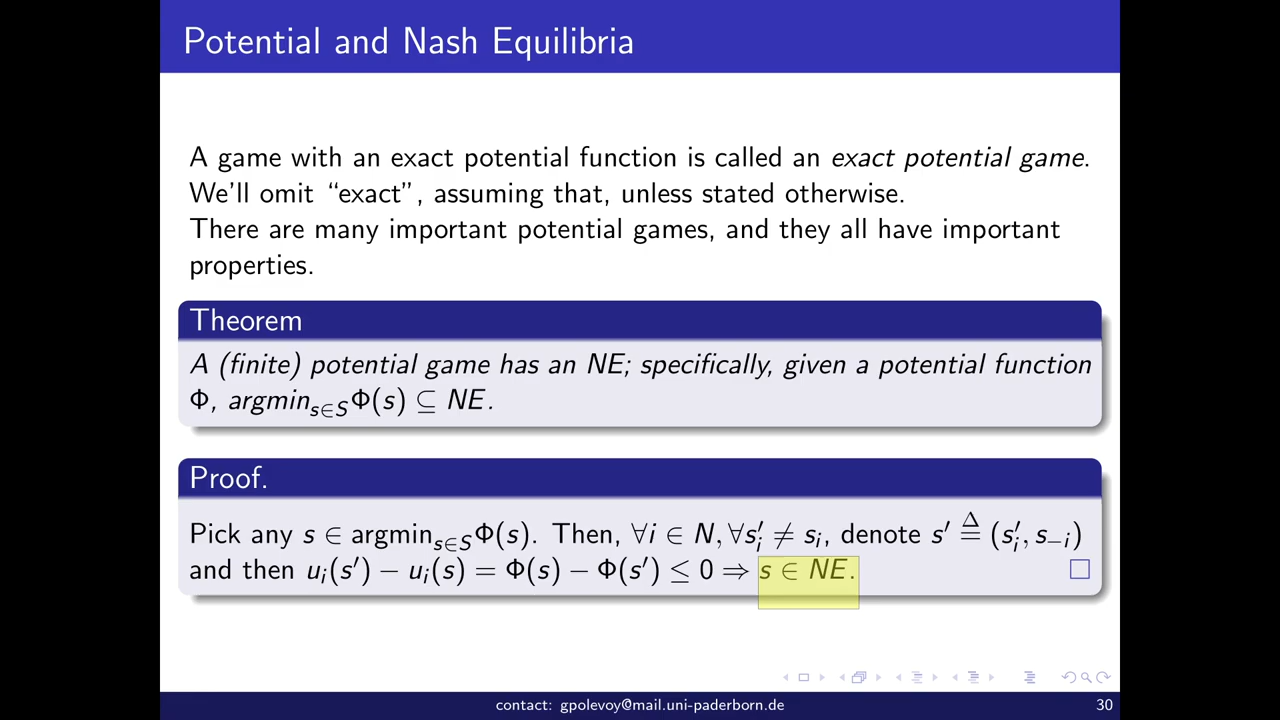 Potential and Nash Equilibria
A game with an exact potential function is called an exact potential game.
We'll omit “exact”, assuming that, unless stated otherwise.
There are many important potential games, and they all have important
properties.
Theorem
A (finite) potential game has an NE; specifically, given a potential function
Φ, argmin_{s∈S}Φ(s) ⊆ NE.
Proof.
Pick any s ∈ argmin_{s∈S}Φ(s). Then, ∀i ∈ N, ∀s′_i ≠ s_i, denote s′ ≜ (s′_i, s_{−i})
and then u_i(s′) − u_i(s) = Φ(s) − Φ(s′) ≤ 0 ⇒ s ∈ NE. □
contact: gpolevoy@mail.uni-paderborn.de 30